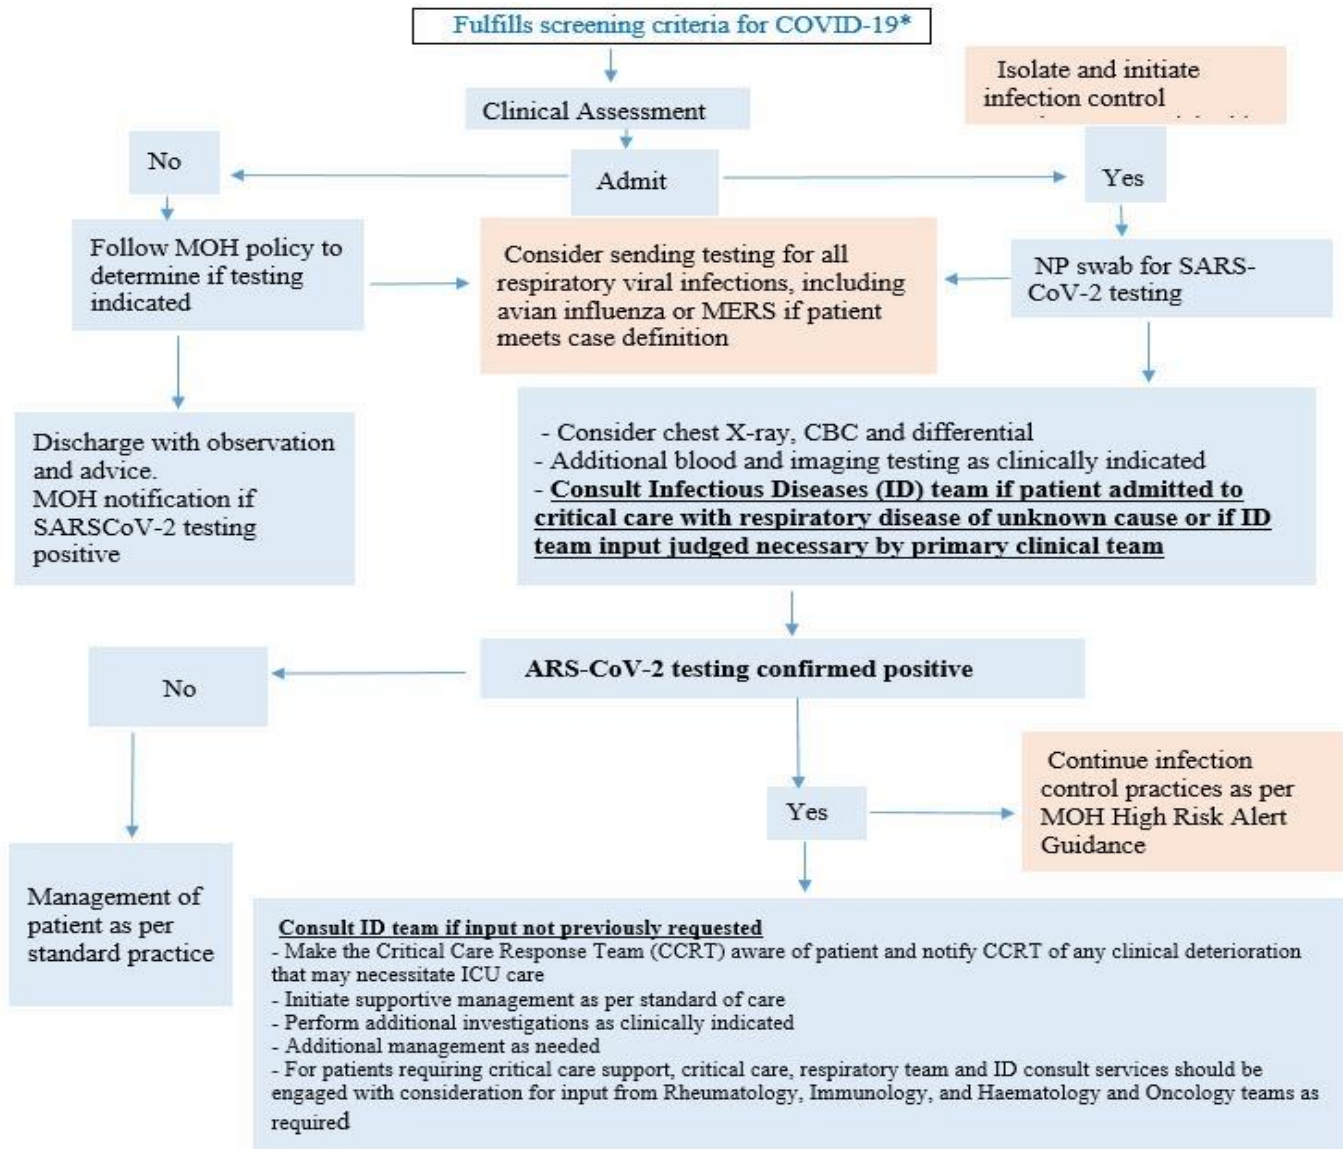 Fulfills screening criteria for COVID-19*
Isolate and initiate
infection control
Clinical Assessment
No
Admit
Yes
Follow MOH policy to
determine if testing
indicated
Consider sending testing for all
respiratory viral infections, including
avian influenza or MERS if patient
meets case definition
NP swab for SARS-
CoV-2 testing
Discharge with observation
and advice.
MOH notification if
SARSCoV-2 testing
positive
- Consider chest X-ray, CBC and differential
- Additional blood and imaging testing as clinically indicated
- Consult Infectious Diseases (ID) team if patient admitted to
critical care with respiratory disease of unknown cause or if ID
team input judged necessary by primary clinical team
ARS-CoV-2 testing confirmed positive
No
Yes
Continue infection
control practices as per
MOH High Risk Alert
Guidance
Management of
patient as per
standard practice
Consult ID team if input not previously requested
- Make the Critical Care Response Team (CCRT) aware of patient and notify CCRT of any clinical deterioration
that may necessitate ICU care
- Initiate supportive management as per standard of care
- Perform additional investigations as clinically indicated
- Additional management as needed
- For patients requiring critical care support, critical care, respiratory team and ID consult services should be
engaged with consideration for input from Rheumatology, Immunology, and Haematology and Oncology teams as
required